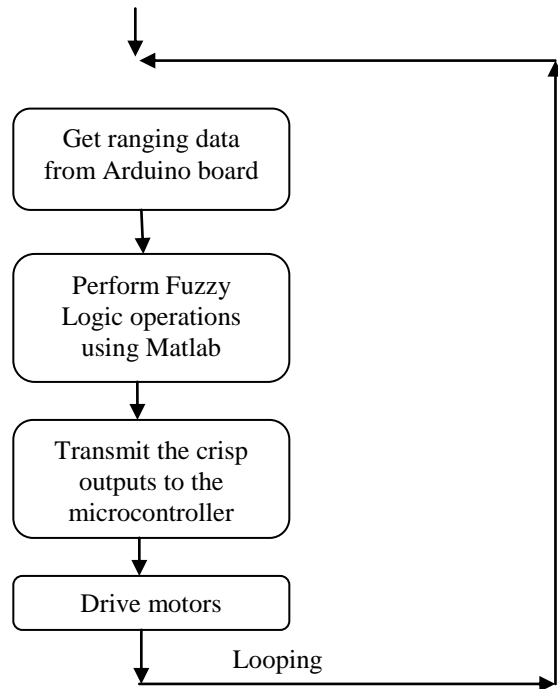 Get ranging data
from Arduino board
Perform Fuzzy
Logic operations
using Matlab
Transmit the crisp
outputs to the
microcontroller
Drive motors
Looping